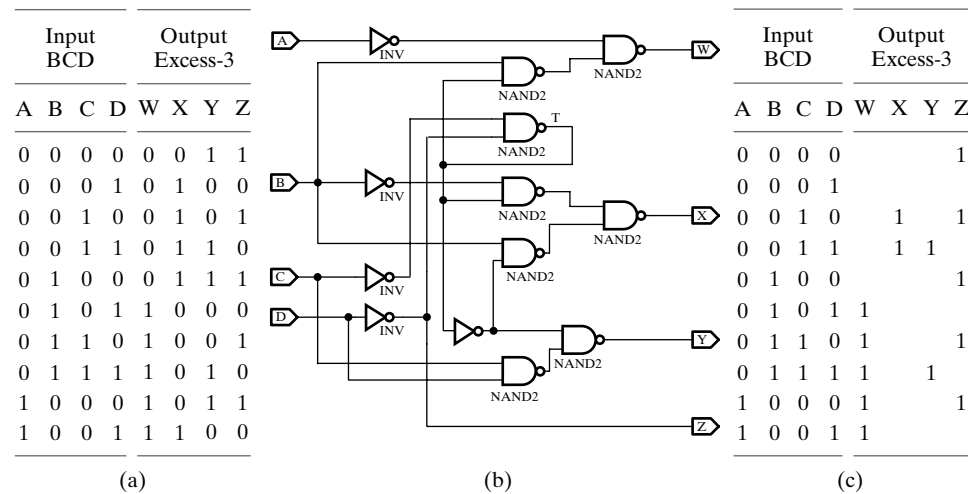 Input BCD
Output Excess-3
A B C D W X Y Z
0 0 0 0 0 0 1 1
0 0 0 1 0 1 0 0
0 0 1 0 0 1 0 1
0 0 1 1 0 1 1 0
0 1 0 0 0 1 1 1
0 1 0 1 1 0 0 0
0 1 1 0 1 0 0 1
0 1 1 1 1 0 1 0
1 0 0 0 1 0 1 1
1 0 0 1 1 1 0 0
(a)
A
INV
NAND2
W
NAND2
T
NAND2
B
INV
NAND2
X
NAND2
NAND2
C
INV
D
INV
NAND2
Y
NAND2
Z
(b)
Input BCD
Output Excess-3
A B C D W X Y Z
0 0 0 0 1
0 0 0 1
0 0 1 0 1 1
0 0 1 1 1 1
0 1 0 0 1
0 1 0 1 1
0 1 1 0 1 1
0 1 1 1 1 1
1 0 0 0 1 1
1 0 0 1 1
(c)